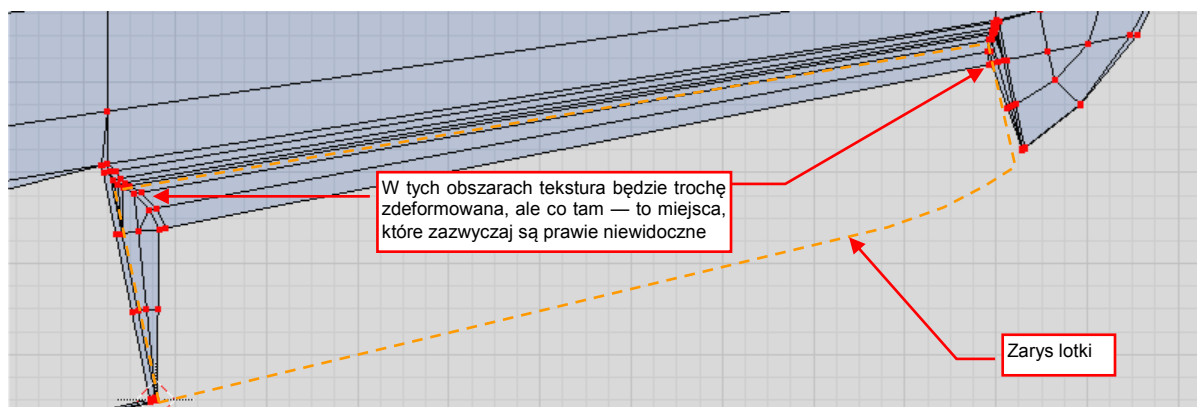 W tych obszarach tekstura będzie trochę
zdeformowana, ale co tam — to miejsca,
które zazwyczaj są prawie niewidoczne
Zarys lotki